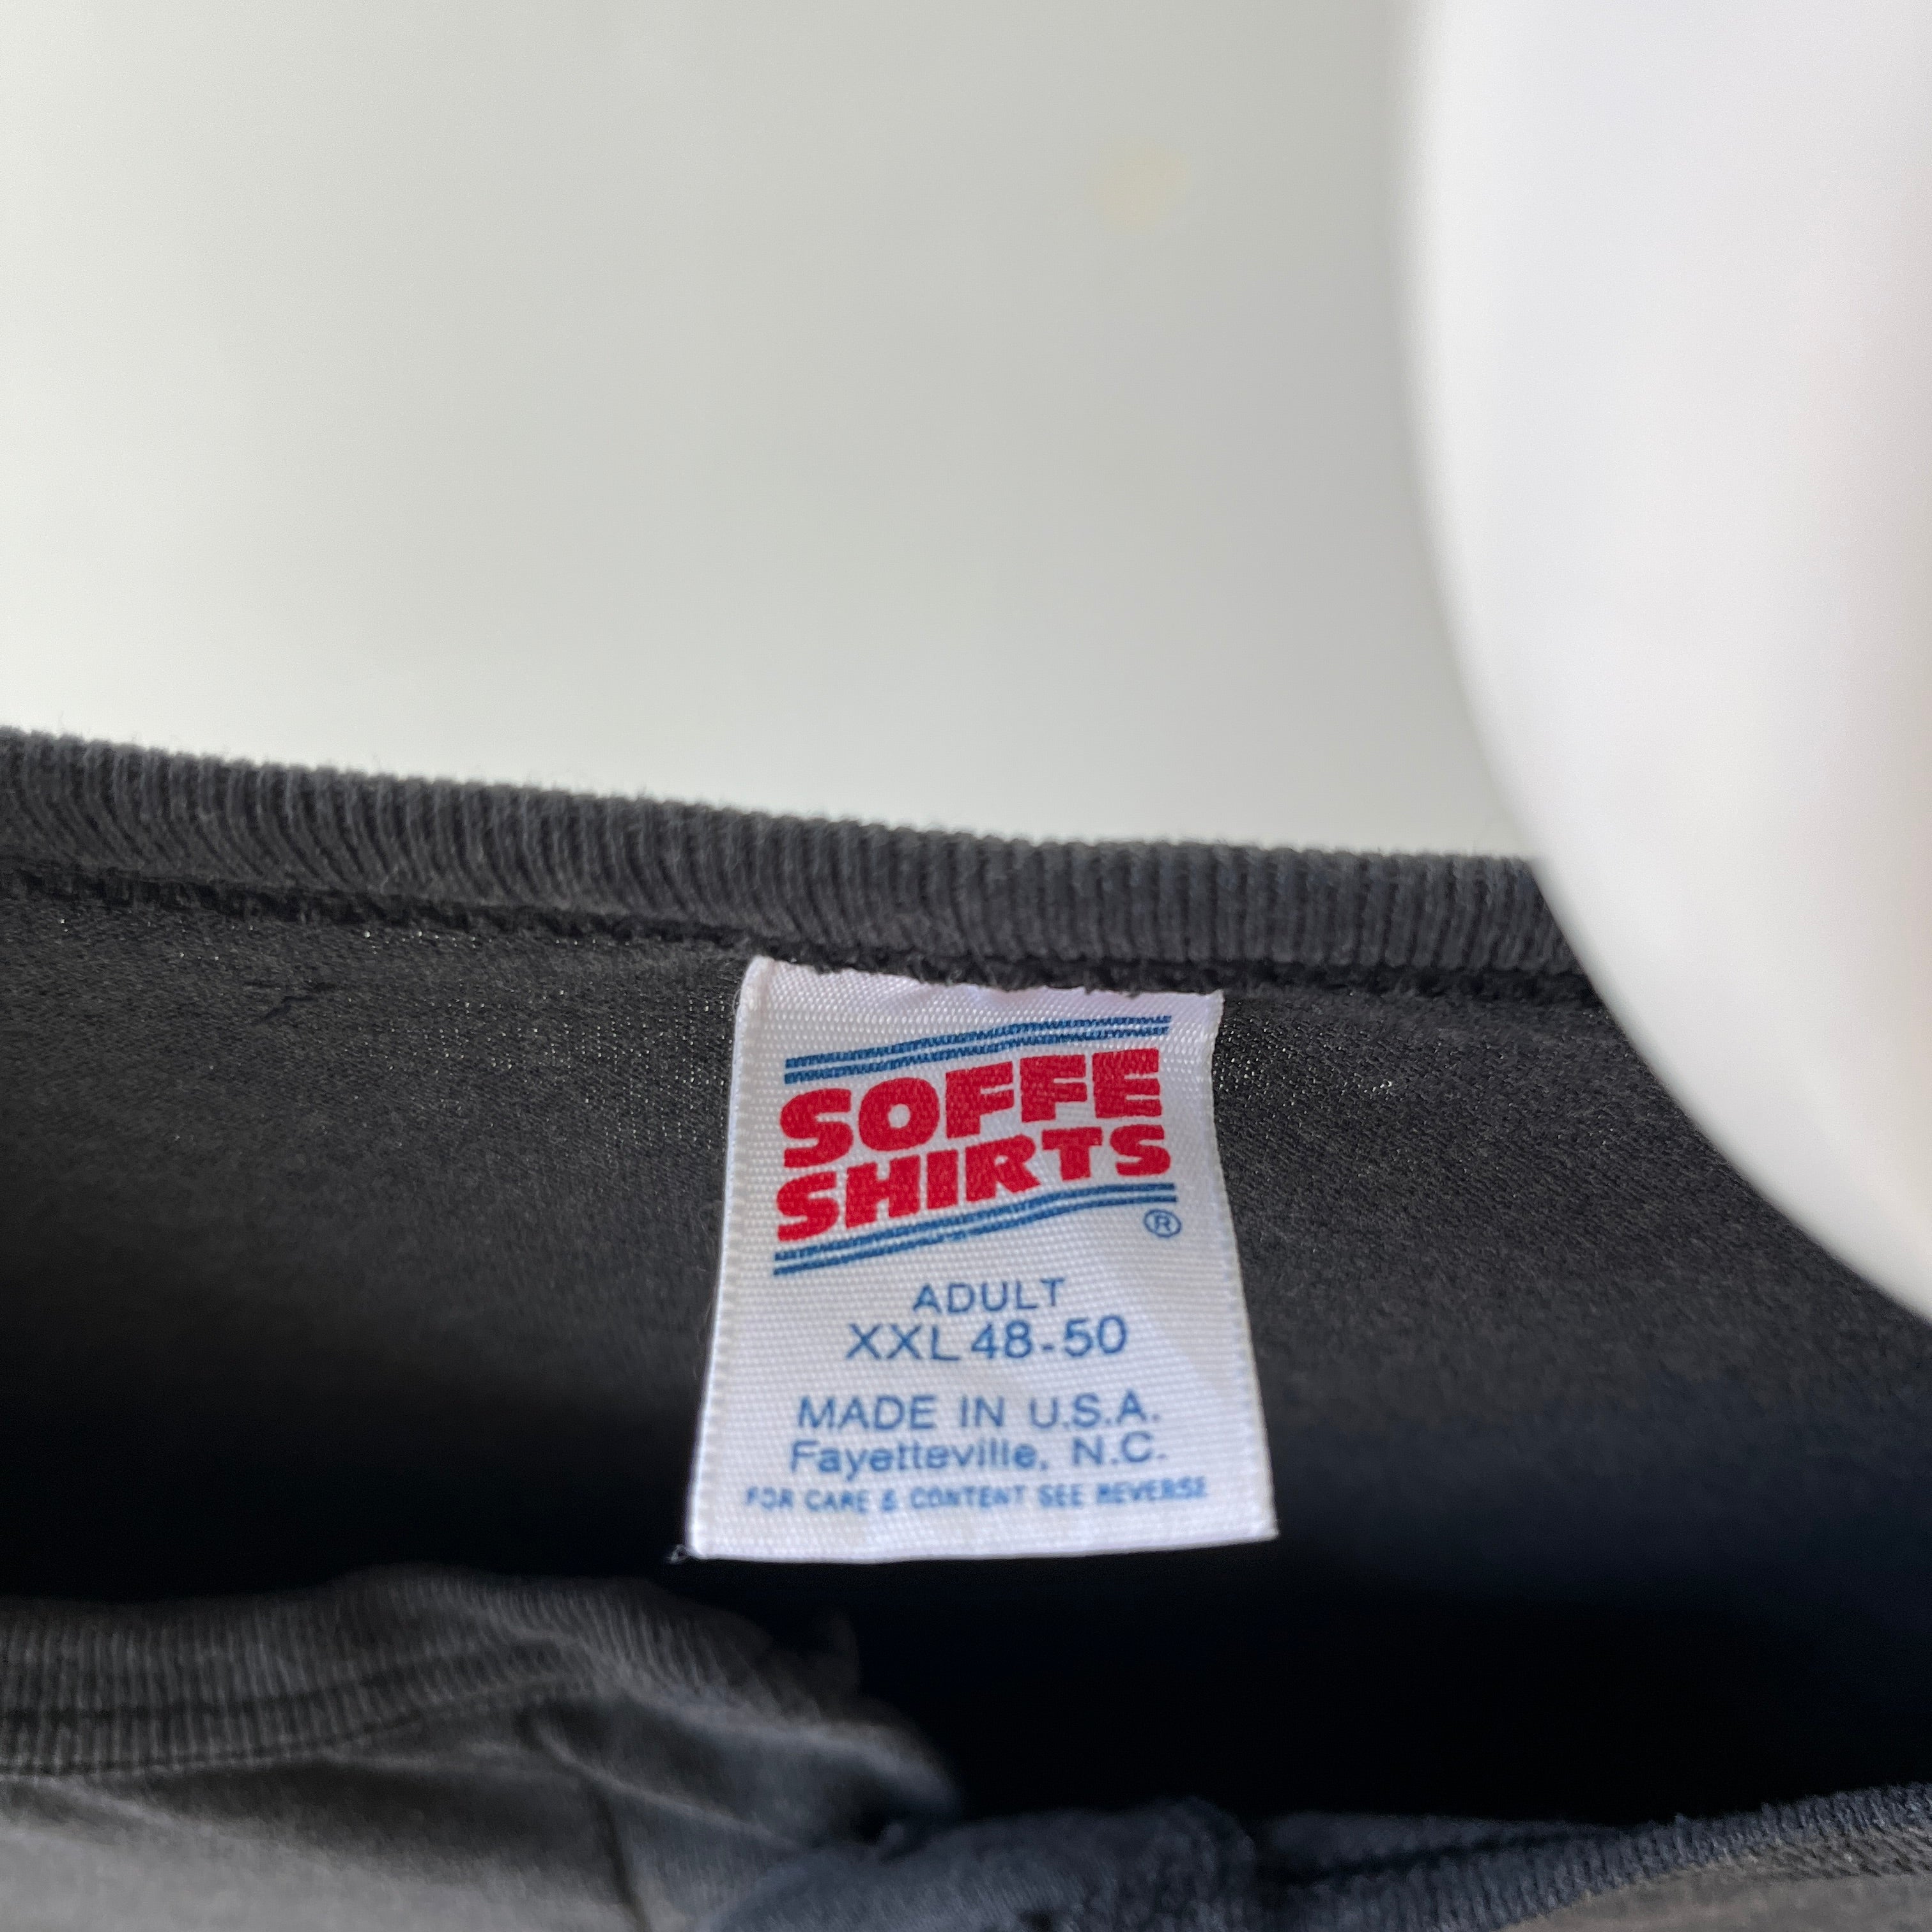 SOFFE
SHIRTS
®
ADULT
XXL 48-50
MADE IN U.S.A.
Fayetteville, N.C.
FOR CARE & CONTENT SEE REVERSE